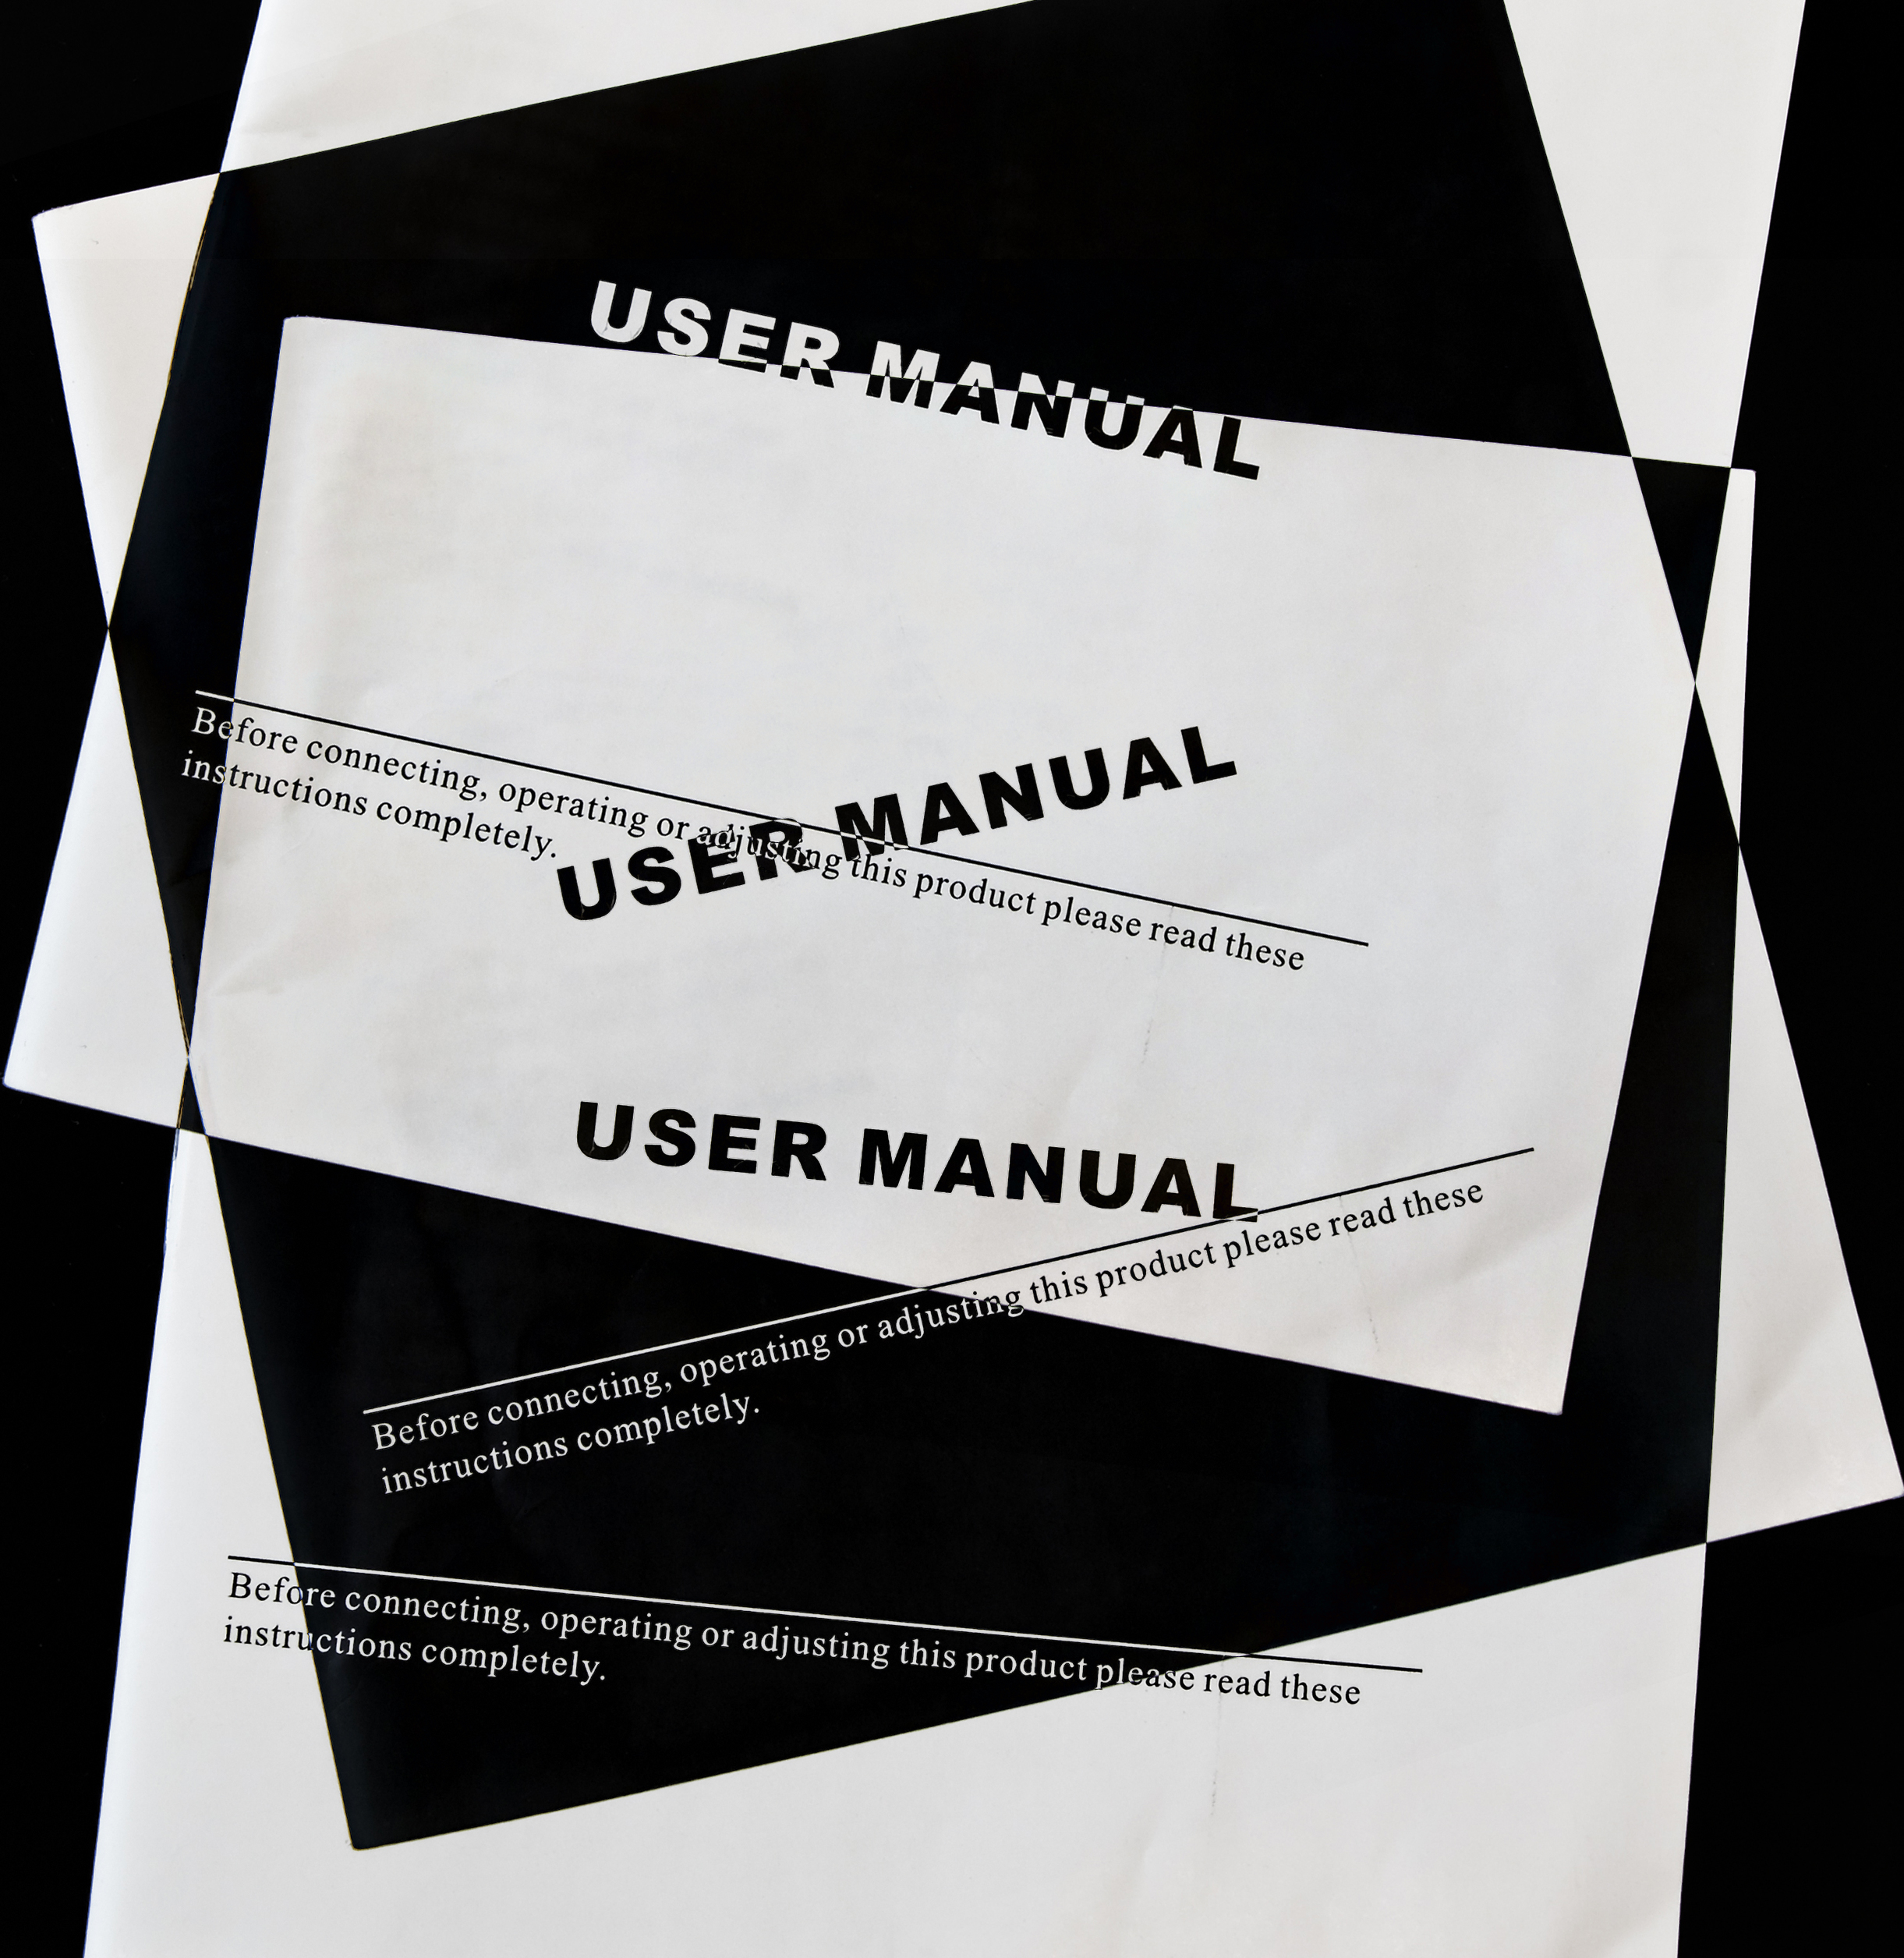 USER MANUAL
Before connecting, operating or adjusting this product please read these
instructions completely.
USER MANUAL
USER MANUAL
Before connecting, operating or adjusting this product please read these
instructions completely.
Before connecting, operating or adjusting this product please read these
instructions completely.